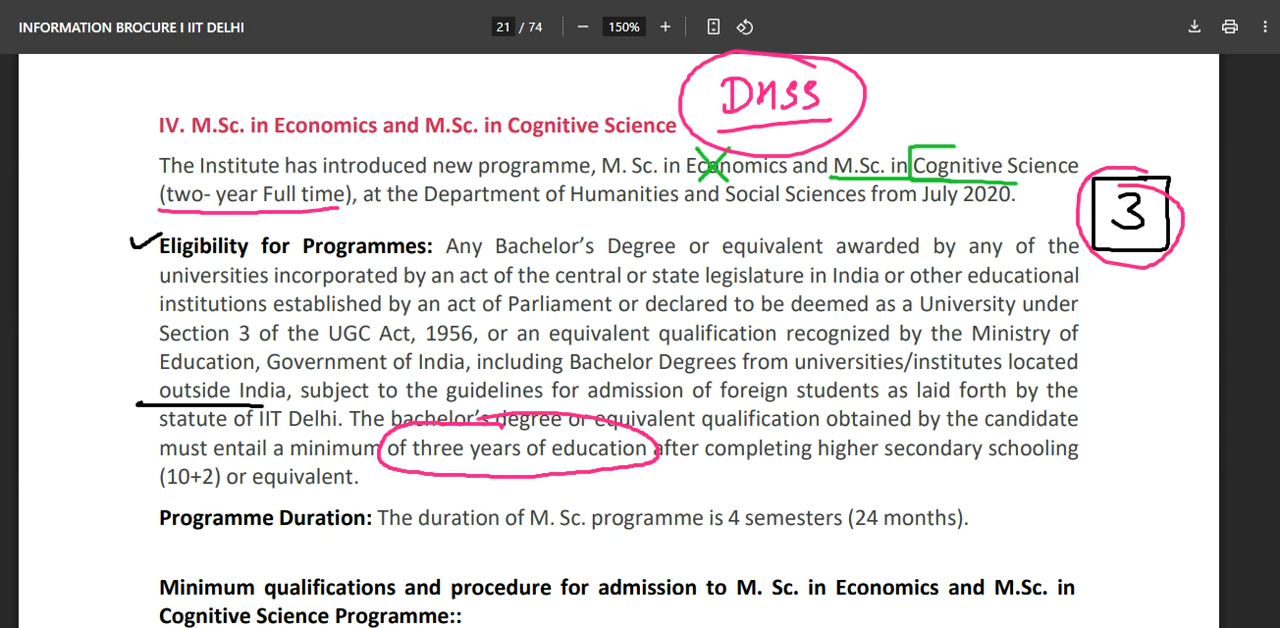 INFORMATION BROCURE I IIT DELHI
21 / 74
150%
DHSS
IV. M.Sc. in Economics and M.Sc. in Cognitive Science
The Institute has introduced new programme, M. Sc. in Economics and M.Sc. in Cognitive Science
(two- year Full time), at the Department of Humanities and Social Sciences from July 2020.
3
Eligibility for Programmes: Any Bachelor's Degree or equivalent awarded by any of the
universities incorporated by an act of the central or state legislature in India or other educational
institutions established by an act of Parliament or declared to be deemed as a University under
Section 3 of the UGC Act, 1956, or an equivalent qualification recognized by the Ministry of
Education, Government of India, including Bachelor Degrees from universities/institutes located
outside India, subject to the guidelines for admission of foreign students as laid forth by the
statute of IIT Delhi. The bachelor's degree or equivalent qualification obtained by the candidate
must entail a minimum of three years of education after completing higher secondary schooling
(10+2) or equivalent.
Programme Duration: The duration of M. Sc. programme is 4 semesters (24 months).
Minimum qualifications and procedure for admission to M. Sc. in Economics and M.Sc. in
Cognitive Science Programme::